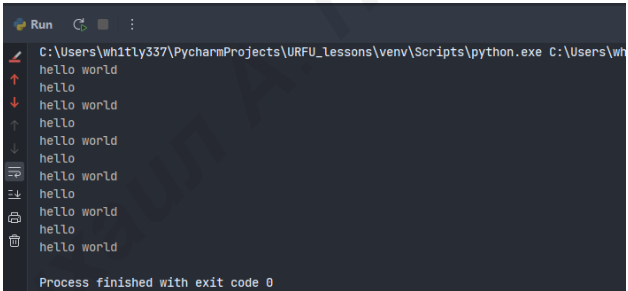 Run
C:\Users\wh1tly337\PycharmProjects\URFU_lessons\venv\Scripts\python.exe C:\Users\wh
hello world
hello
hello world
hello
hello world
hello
hello world
hello
hello world
hello
hello world
Process finished with exit code 0